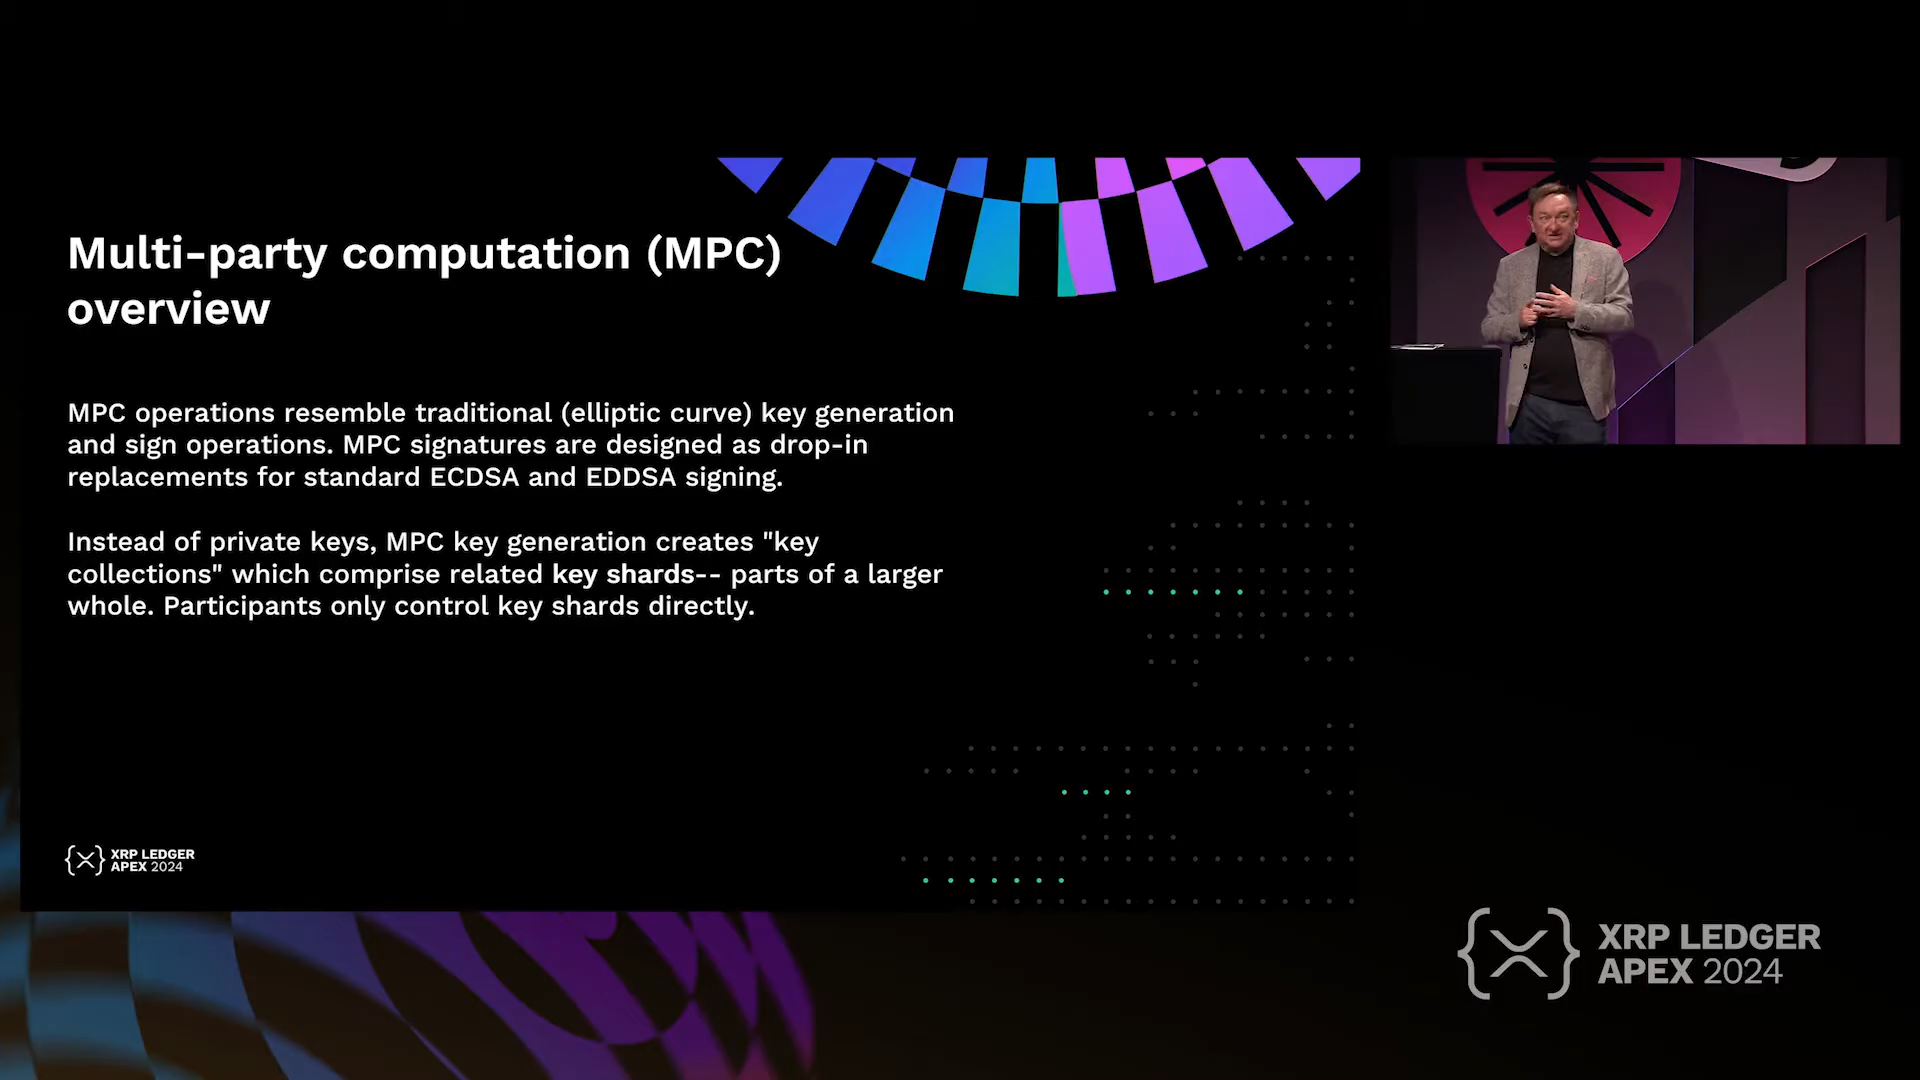 Multi-party computation (MPC)
overview
MPC operations resemble traditional (elliptic curve) key generation
and sign operations. MPC signatures are designed as drop-in
replacements for standard ECDSA and EDDSA signing.
Instead of private keys, MPC key generation creates "key
collections" which comprise related key shards-- parts of a larger
whole. Participants only control key shards directly.
XRP LEDGER
APEX 2024
XRP LEDGER
APEX 2024